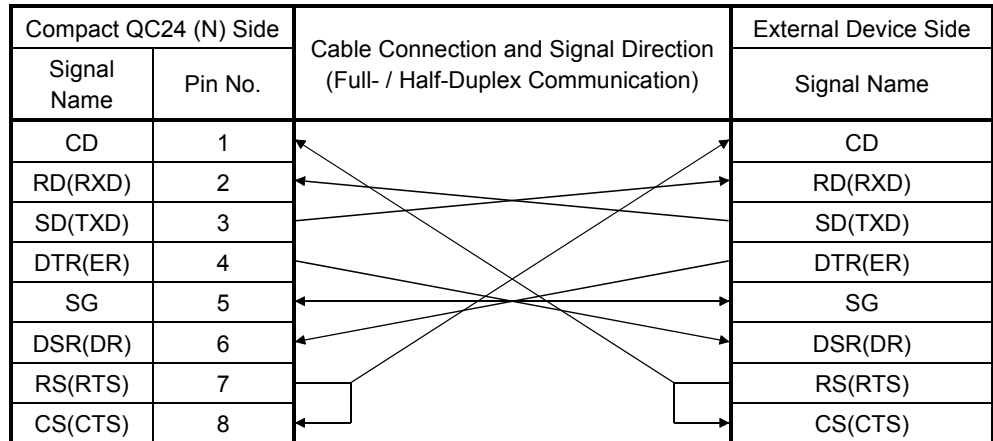 Compact QC24 (N) Side
Cable Connection and Signal Direction
(Full- / Half-Duplex Communication)
External Device Side
Signal
Name
Pin No.
Signal Name
CD 1 CD
RD(RXD) 2 RD(RXD)
SD(TXD) 3 SD(TXD)
DTR(ER) 4 DTR(ER)
SG 5 SG
DSR(DR) 6 DSR(DR)
RS(RTS) 7 RS(RTS)
CS(CTS) 8 CS(CTS)